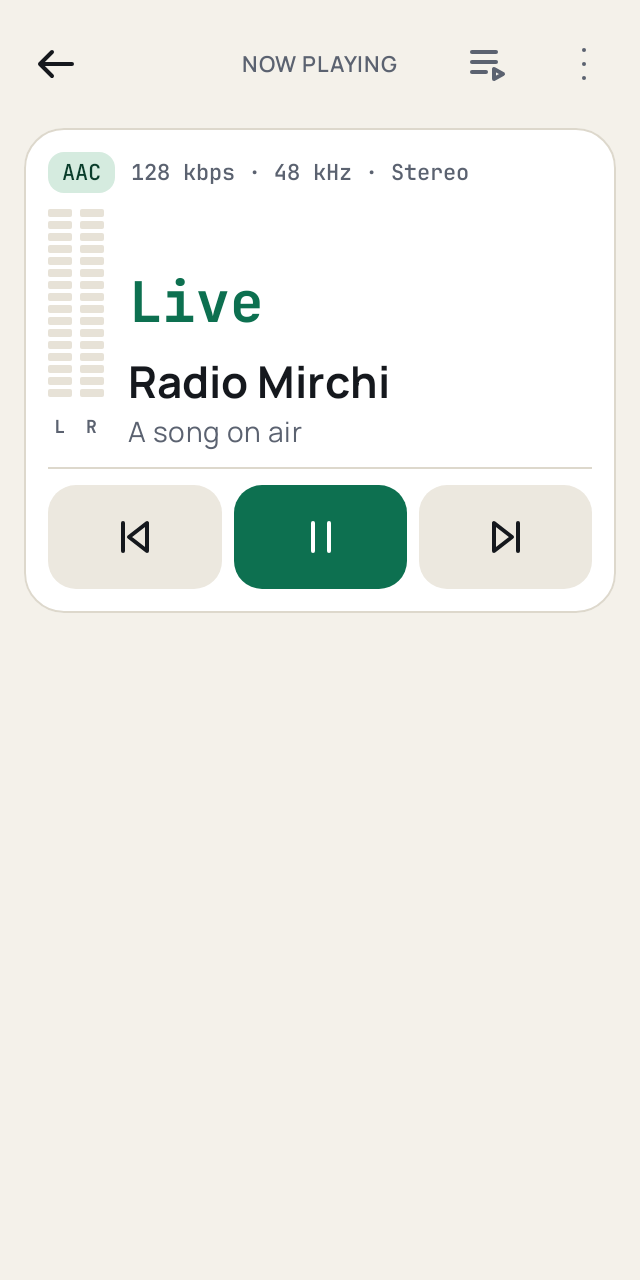 NOW PLAYING
AAC 128 kbps · 48 kHz · Stereo
Live
Radio Mirchi
L R
A song on air